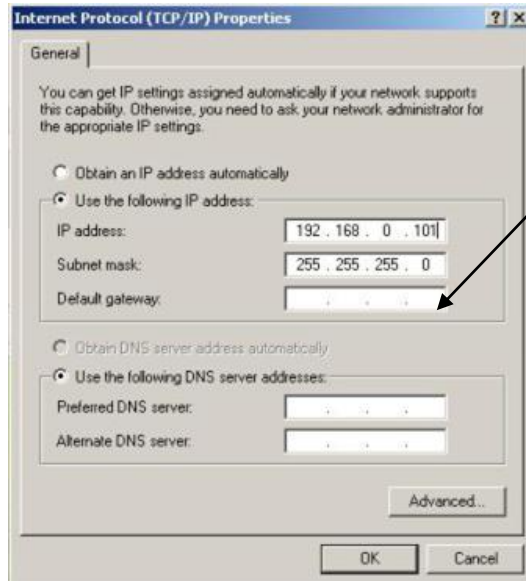 Internet Protocol (TCP/IP) Properties
General
You can get IP settings assigned automatically if your network supports
this capability. Otherwise, you need to ask your network administrator for
the appropriate IP settings.
Obtain an IP address automatically
Use the following IP address:
IP address: 192 . 168 . 0 . 101
Subnet mask: 255 . 255 . 255 . 0
Default gateway: . . .
Obtain DNS server address automatically
Use the following DNS server addresses:
Preferred DNS server: . . .
Alternate DNS server: . . .
Advanced...
OK Cancel